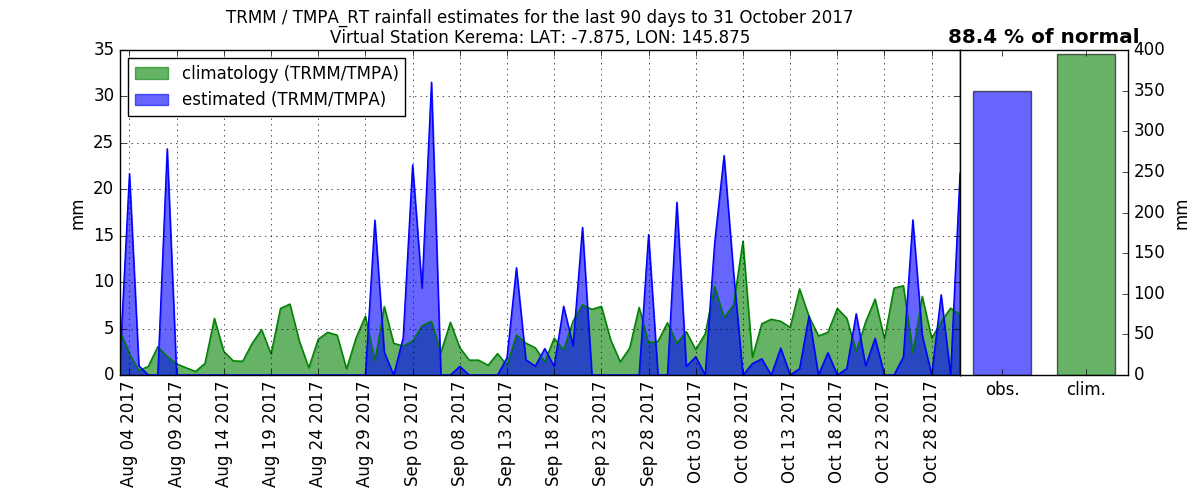 TRMM / TMPA_RT rainfall estimates for the last 90 days to 31 October 2017
Virtual Station Kerema: LAT: -7.875, LON: 145.875
88.4 % of normal
climatology (TRMM/TMPA)
estimated (TRMM/TMPA)
35
30
25
20
15
10
5
0
mm
Aug 04 2017
Aug 09 2017
Aug 14 2017
Aug 19 2017
Aug 24 2017
Aug 29 2017
Sep 03 2017
Sep 08 2017
Sep 13 2017
Sep 18 2017
Sep 23 2017
Sep 28 2017
Oct 03 2017
Oct 08 2017
Oct 13 2017
Oct 18 2017
Oct 23 2017
Oct 28 2017
obs.
clim.
400
350
300
250
200
150
100
50
0
mm